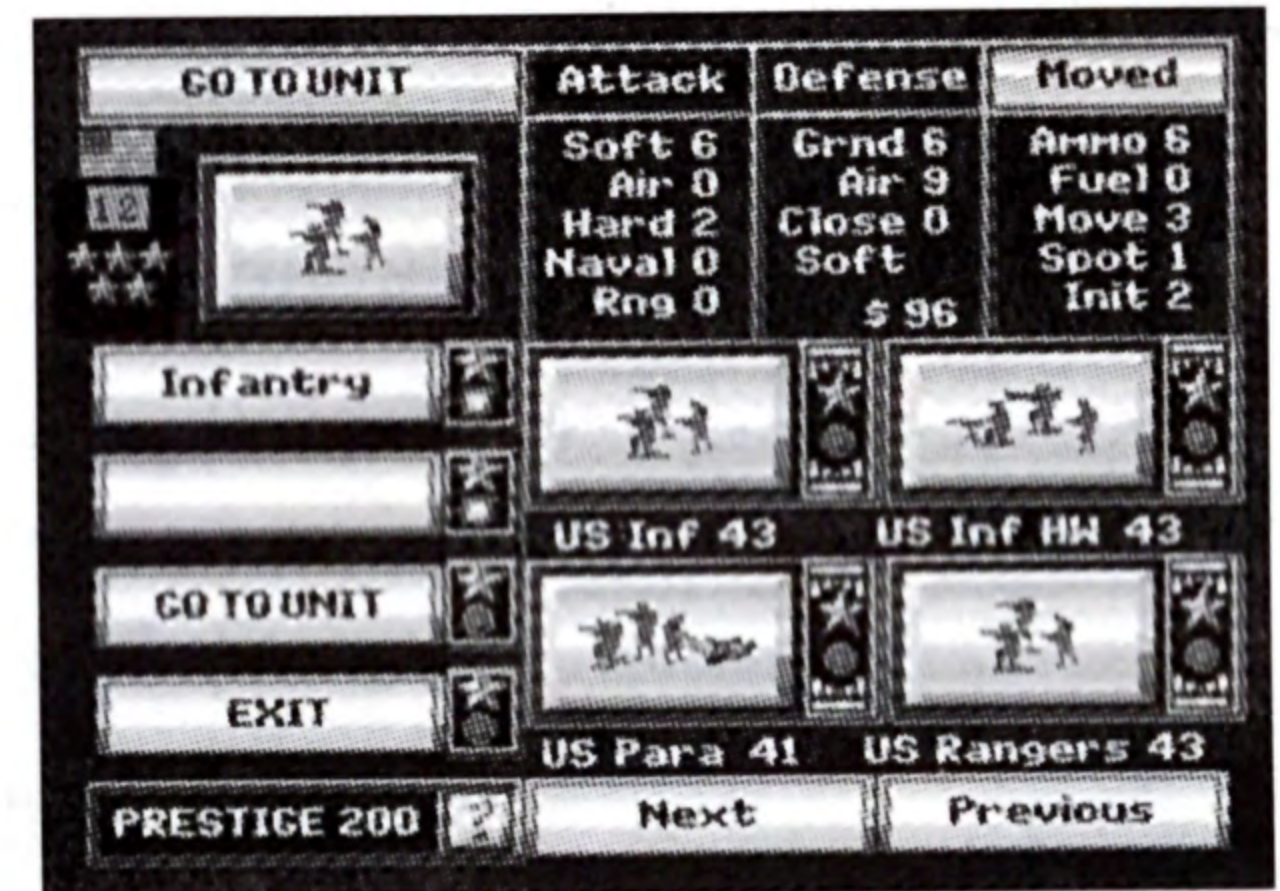 GO TO UNIT
Attack
Defense
Moved
12
Soft 6
Air 0
Hard 2
Naval 0
Rng 0
Grnd 6
Air 9
Close 0
Soft
$ 96
Ammo 6
Fuel 0
Move 3
Spot 1
Init 2
Infantry
GO TO UNIT
EXIT
US Inf 43
US Inf HW 43
US Para 41
US Rangers 43
PRESTIGE 200
?
Next
Previous